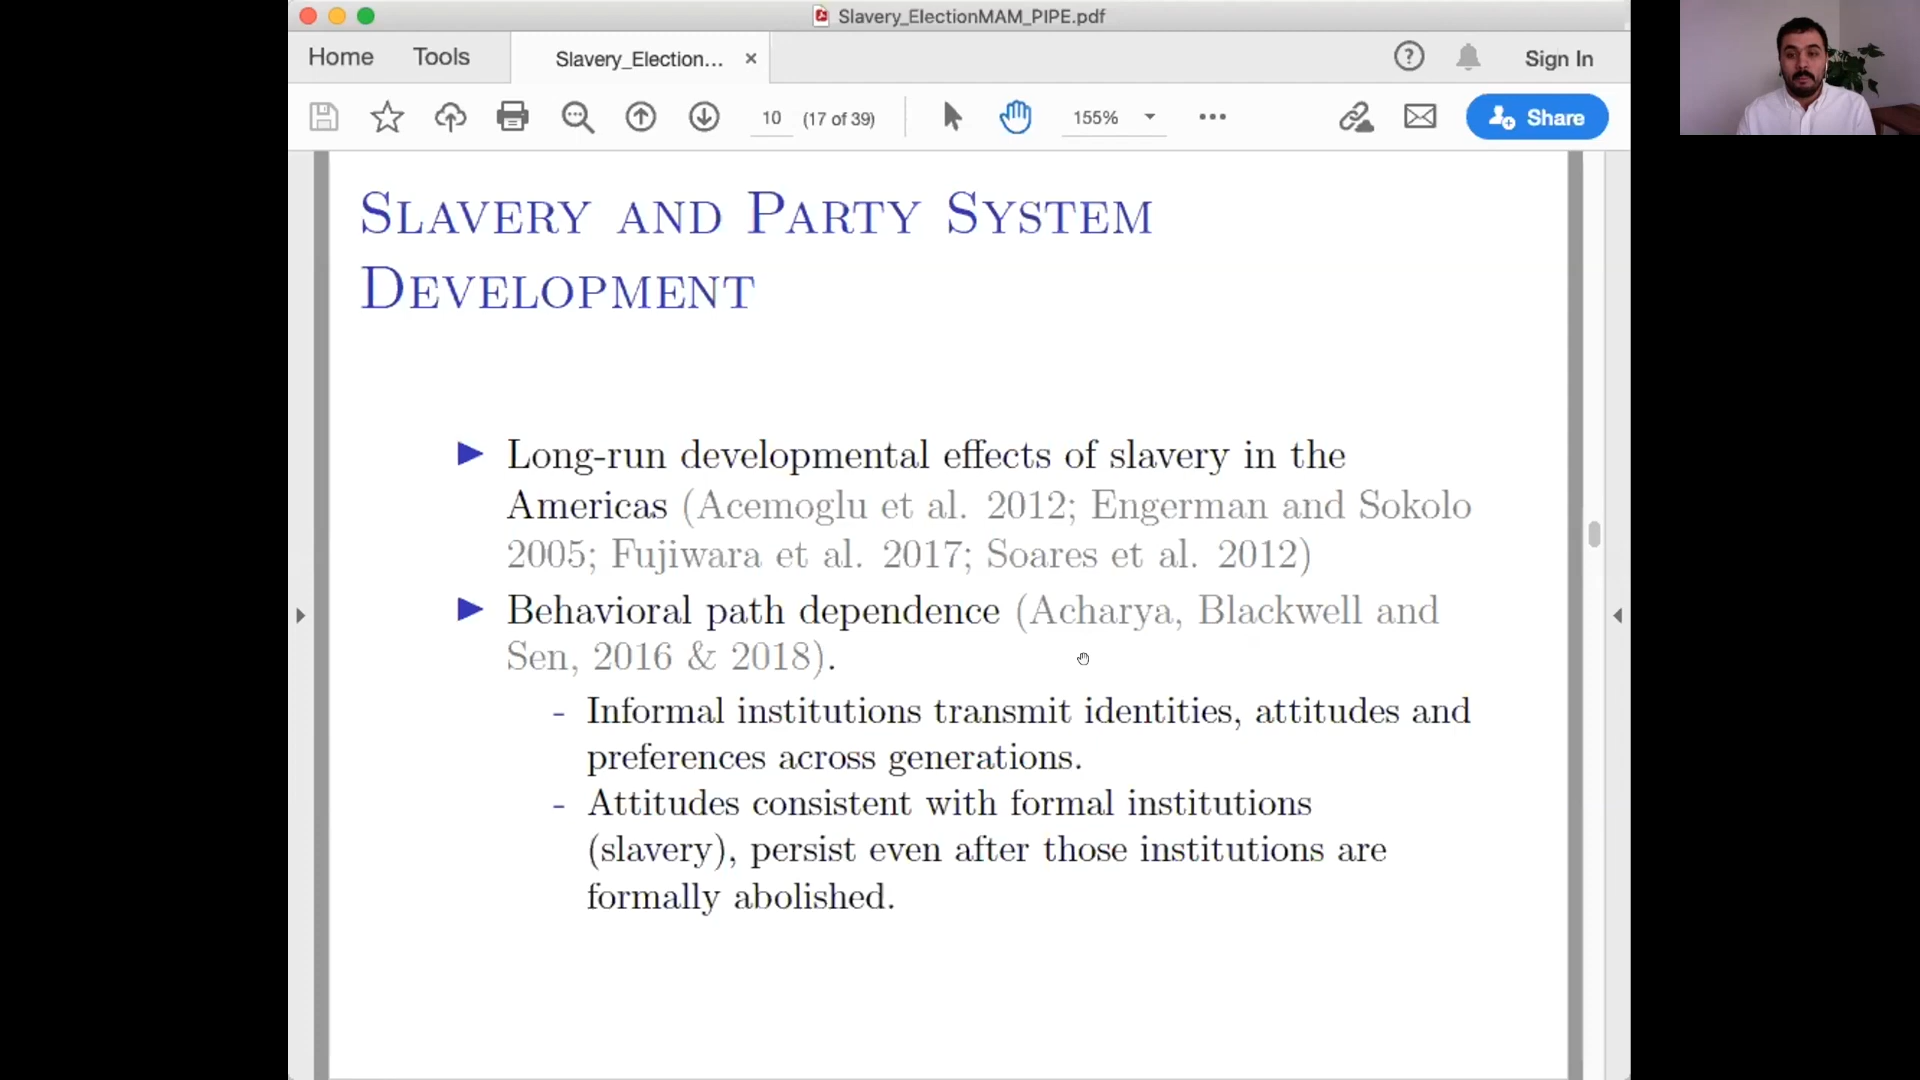 Slavery_ElectionMAM_PIPE.pdf
Home Tools Slavery_Election... × ? Sign In
10 (17 of 39) 155% Share
Slavery and Party System
Development
Long-run developmental effects of slavery in the
Americas (Acemoglu et al. 2012; Engerman and Sokolo
2005; Fujiwara et al. 2017; Soares et al. 2012)
Behavioral path dependence (Acharya, Blackwell and
Sen, 2016 & 2018).
- Informal institutions transmit identities, attitudes and
preferences across generations.
- Attitudes consistent with formal institutions
(slavery), persist even after those institutions are
formally abolished.